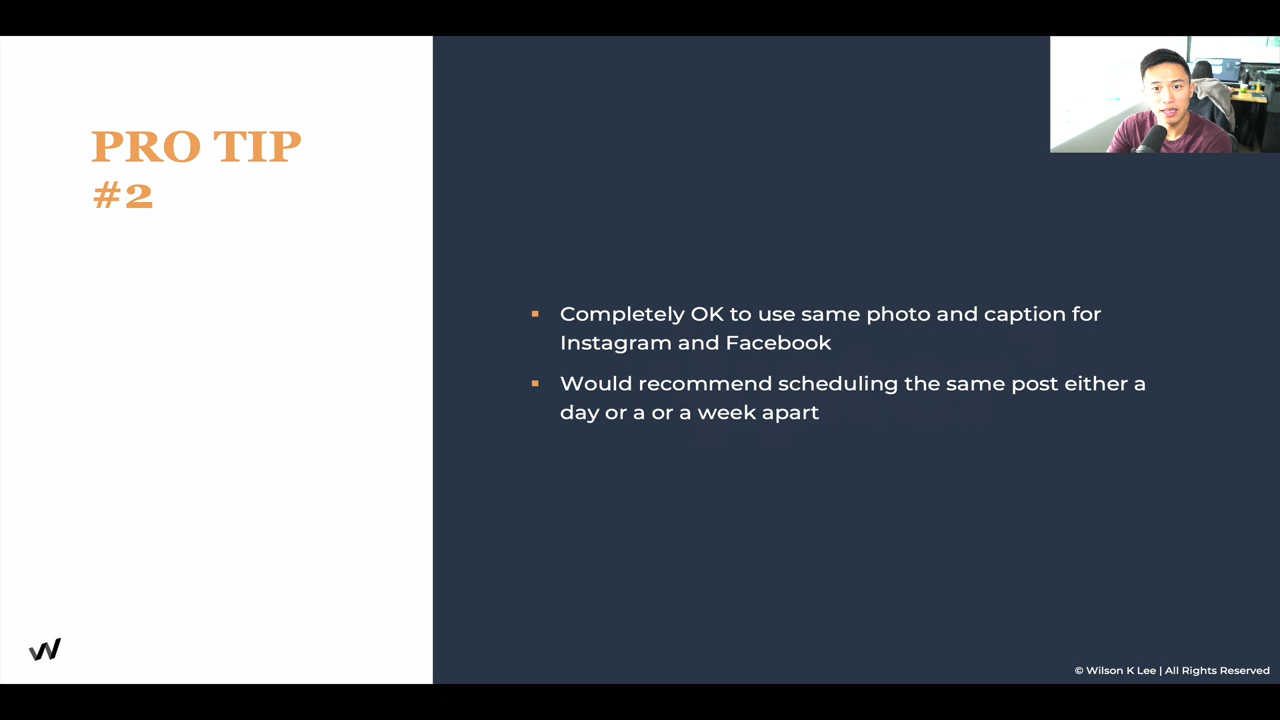 PRO TIP
#2
Completely OK to use same photo and caption for
Instagram and Facebook
Would recommend scheduling the same post either a
day or a or a week apart
© Wilson K Lee | All Rights Reserved